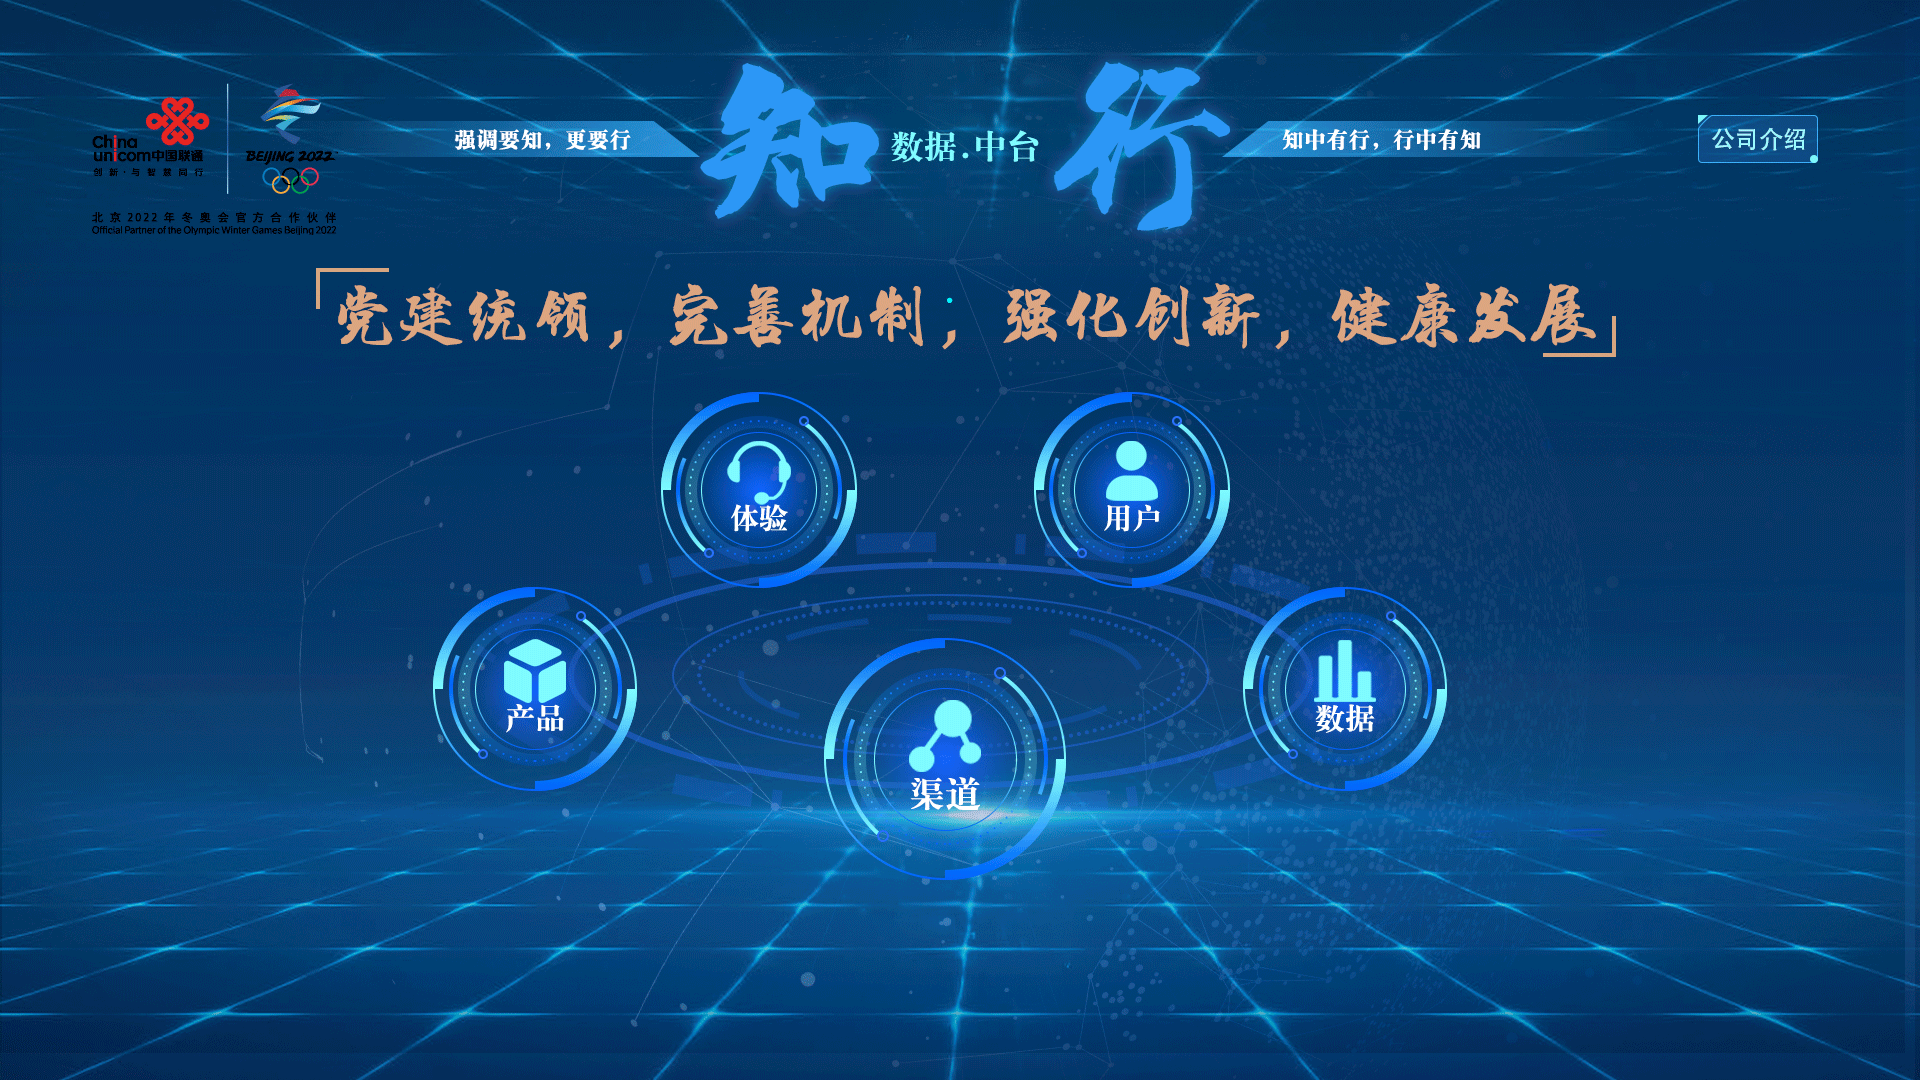 China
unicom中国联通
创新·与智慧同行
BEIJING 2022
北京2022年冬奥会官方合作伙伴
Official Partner of the Olympic Winter Games Beijing 2022
强调要知，更要行
知
数据.中台
行
知中有行，行中有知
公司介绍
党建统领，完善机制；强化创新，健康发展
体验
用户
产品
渠道
数据